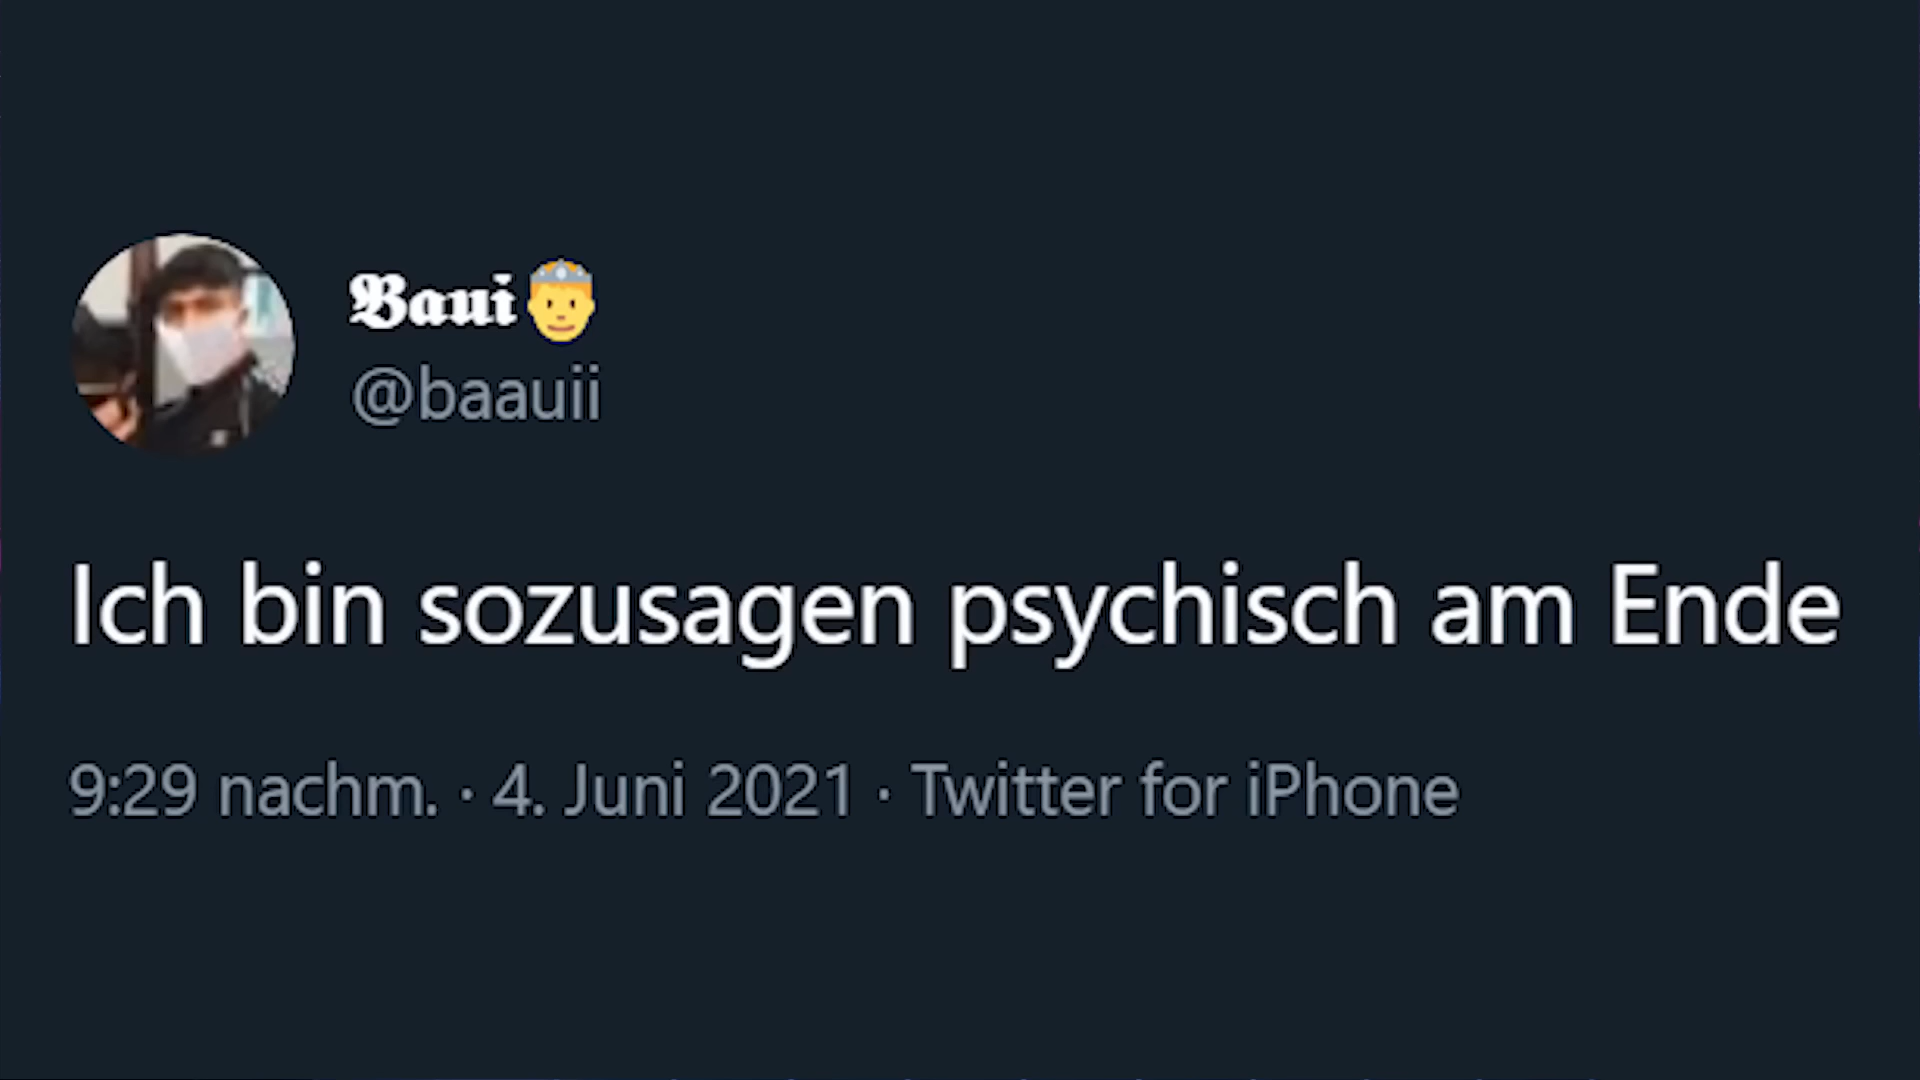 𝕭𝖆𝖚𝖎🤴
@baauii
Ich bin sozusagen psychisch am Ende
9:29 nachm. · 4. Juni 2021 · Twitter for iPhone